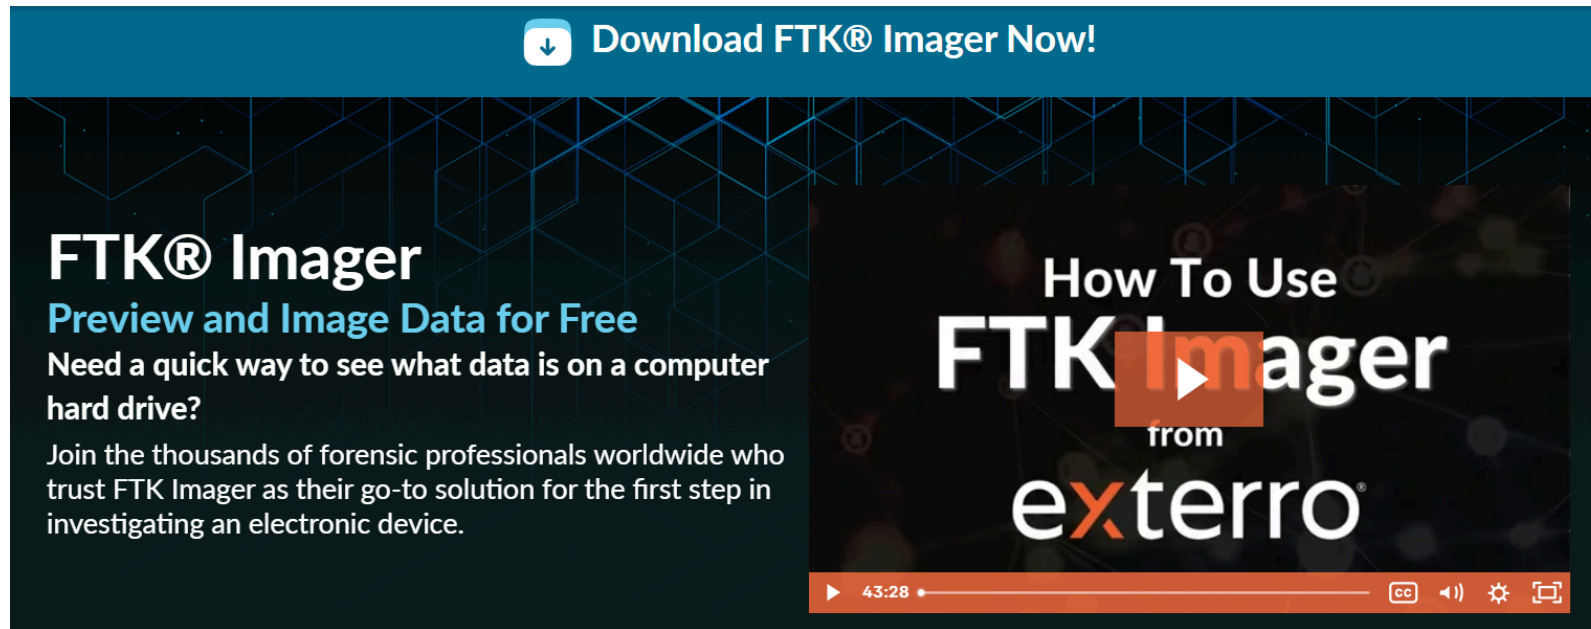 Download FTK® Imager Now!
FTK® Imager
Preview and Image Data for Free
Need a quick way to see what data is on a computer
hard drive?
Join the thousands of forensic professionals worldwide who
trust FTK Imager as their go-to solution for the first step in
investigating an electronic device.
How To Use
FTK Imager
from
exterro®
43:28
CC